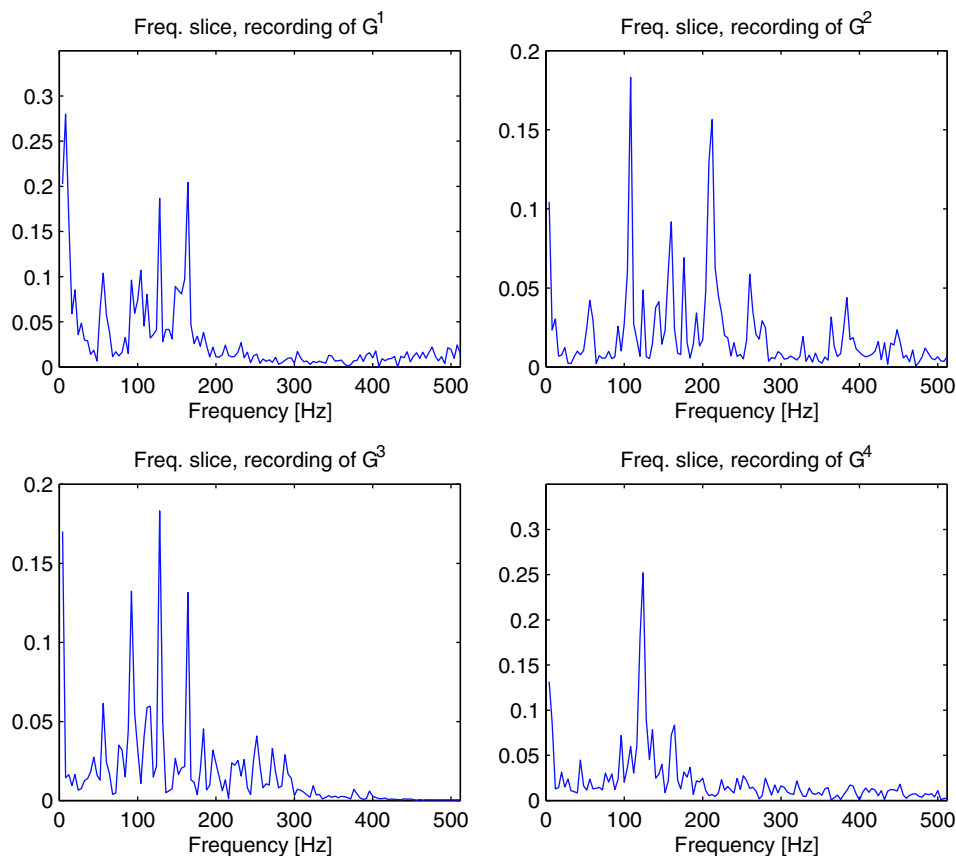 Freq. slice, recording of G¹
0.3
0.25
0.2
0.15
0.1
0.05
0
0 100 200 300 400 500
Frequency [Hz]
Freq. slice, recording of G²
0.2
0.15
0.1
0.05
0
0 100 200 300 400 500
Frequency [Hz]
Freq. slice, recording of G³
0.2
0.15
0.1
0.05
0
0 100 200 300 400 500
Frequency [Hz]
Freq. slice, recording of G⁴
0.3
0.25
0.2
0.15
0.1
0.05
0
0 100 200 300 400 500
Frequency [Hz]